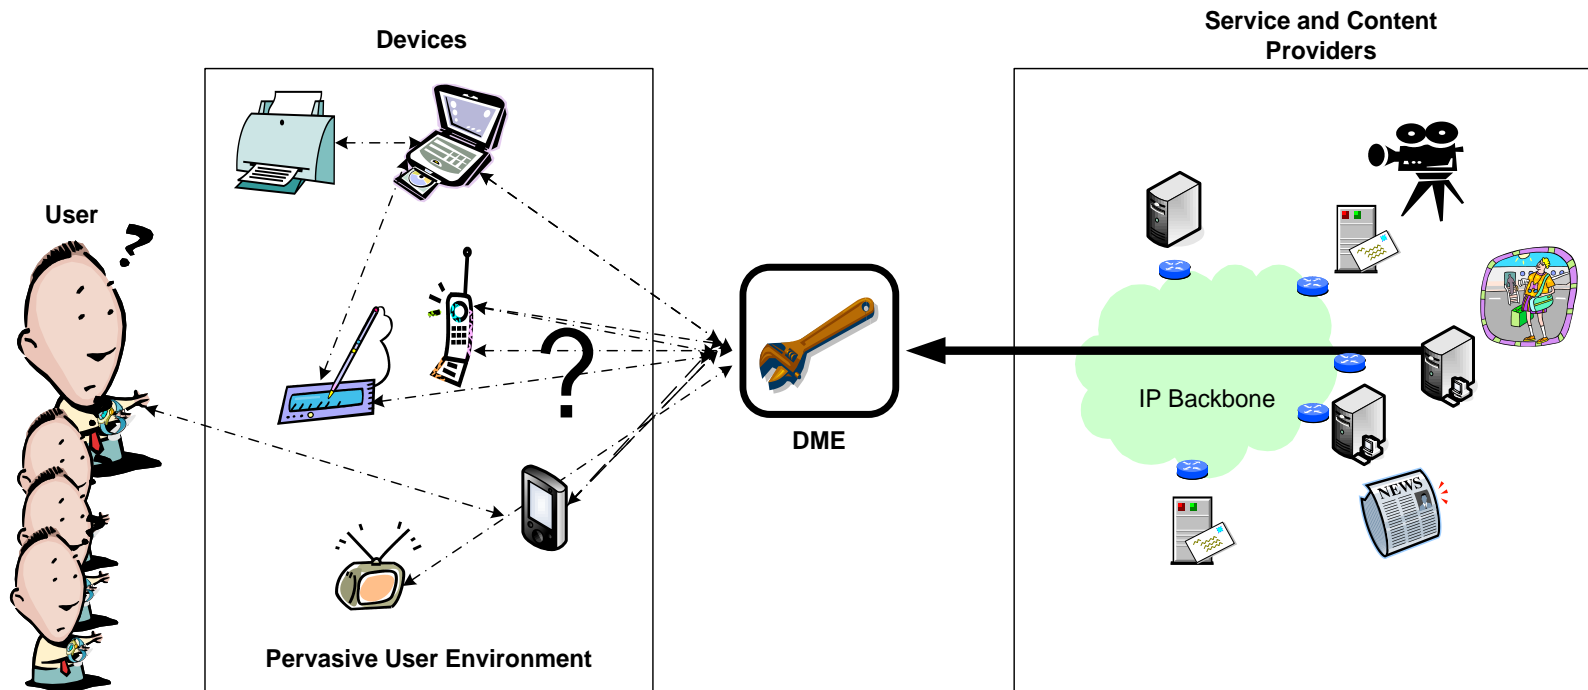 Devices
Service and Content
Providers
User
?
?
NEWS
IP Backbone
DME
Pervasive User Environment